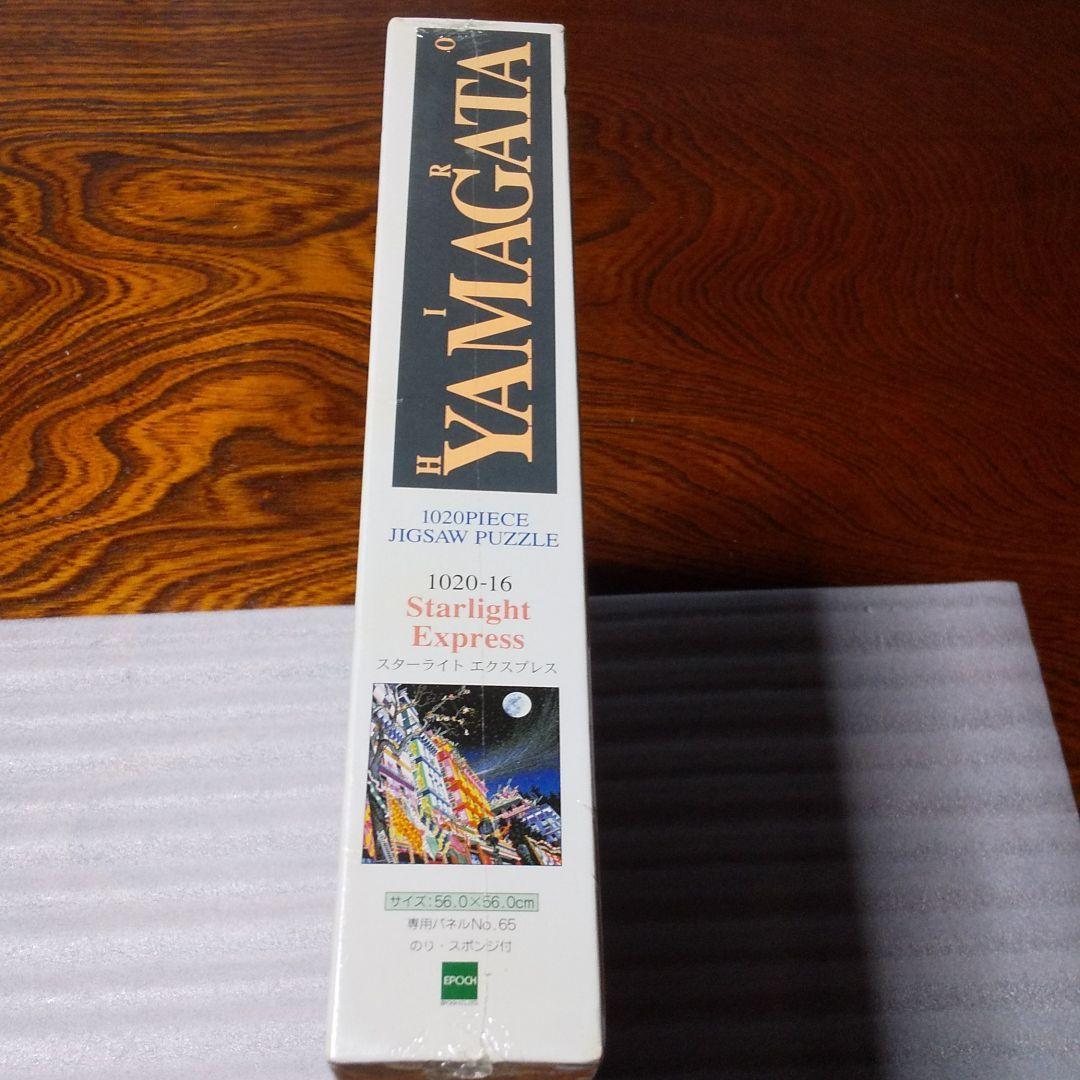 HIRO
YAMAGATA
1020PIECE
JIGSAW PUZZLE
1020-16
Starlight
Express
スターライト エクスプレス
サイズ:56.0×56.0cm
専用パネルNo.65
のり・スポンジ付
EPOCH